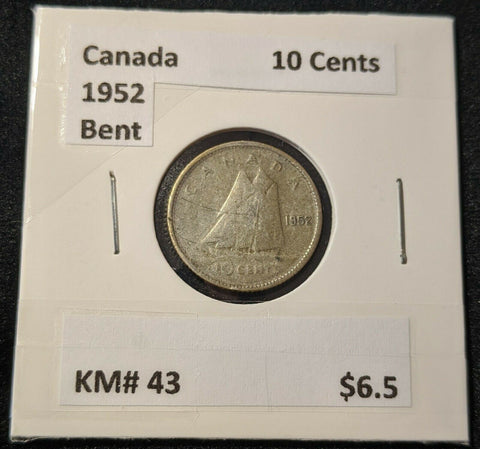 Canada 10 Cents
1952
Bent
CANADA
1952
10 CENTS
KM# 43 $6.5